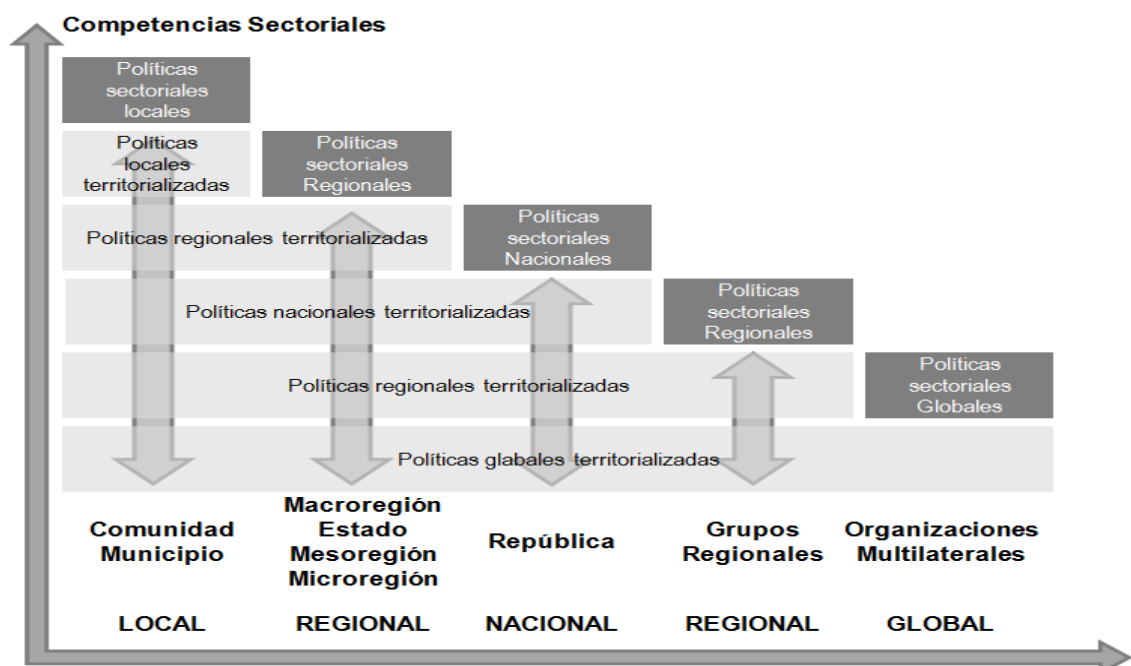 Competencias Sectoriales
Políticas
sectoriales
locales
Políticas
locales
territorializadas
Políticas
sectoriales
Regionales
Políticas regionales territorializadas
Políticas
sectoriales
Nacionales
Políticas nacionales territorializadas
Políticas
sectoriales
Regionales
Políticas regionales territorializadas
Políticas
sectoriales
Globales
Políticas glabales territorializadas
Comunidad
Municipio
Macroregión
Estado
Mesoregión
Microregión
República
Grupos
Regionales
Organizaciones
Multilaterales
LOCAL
REGIONAL
NACIONAL
REGIONAL
GLOBAL